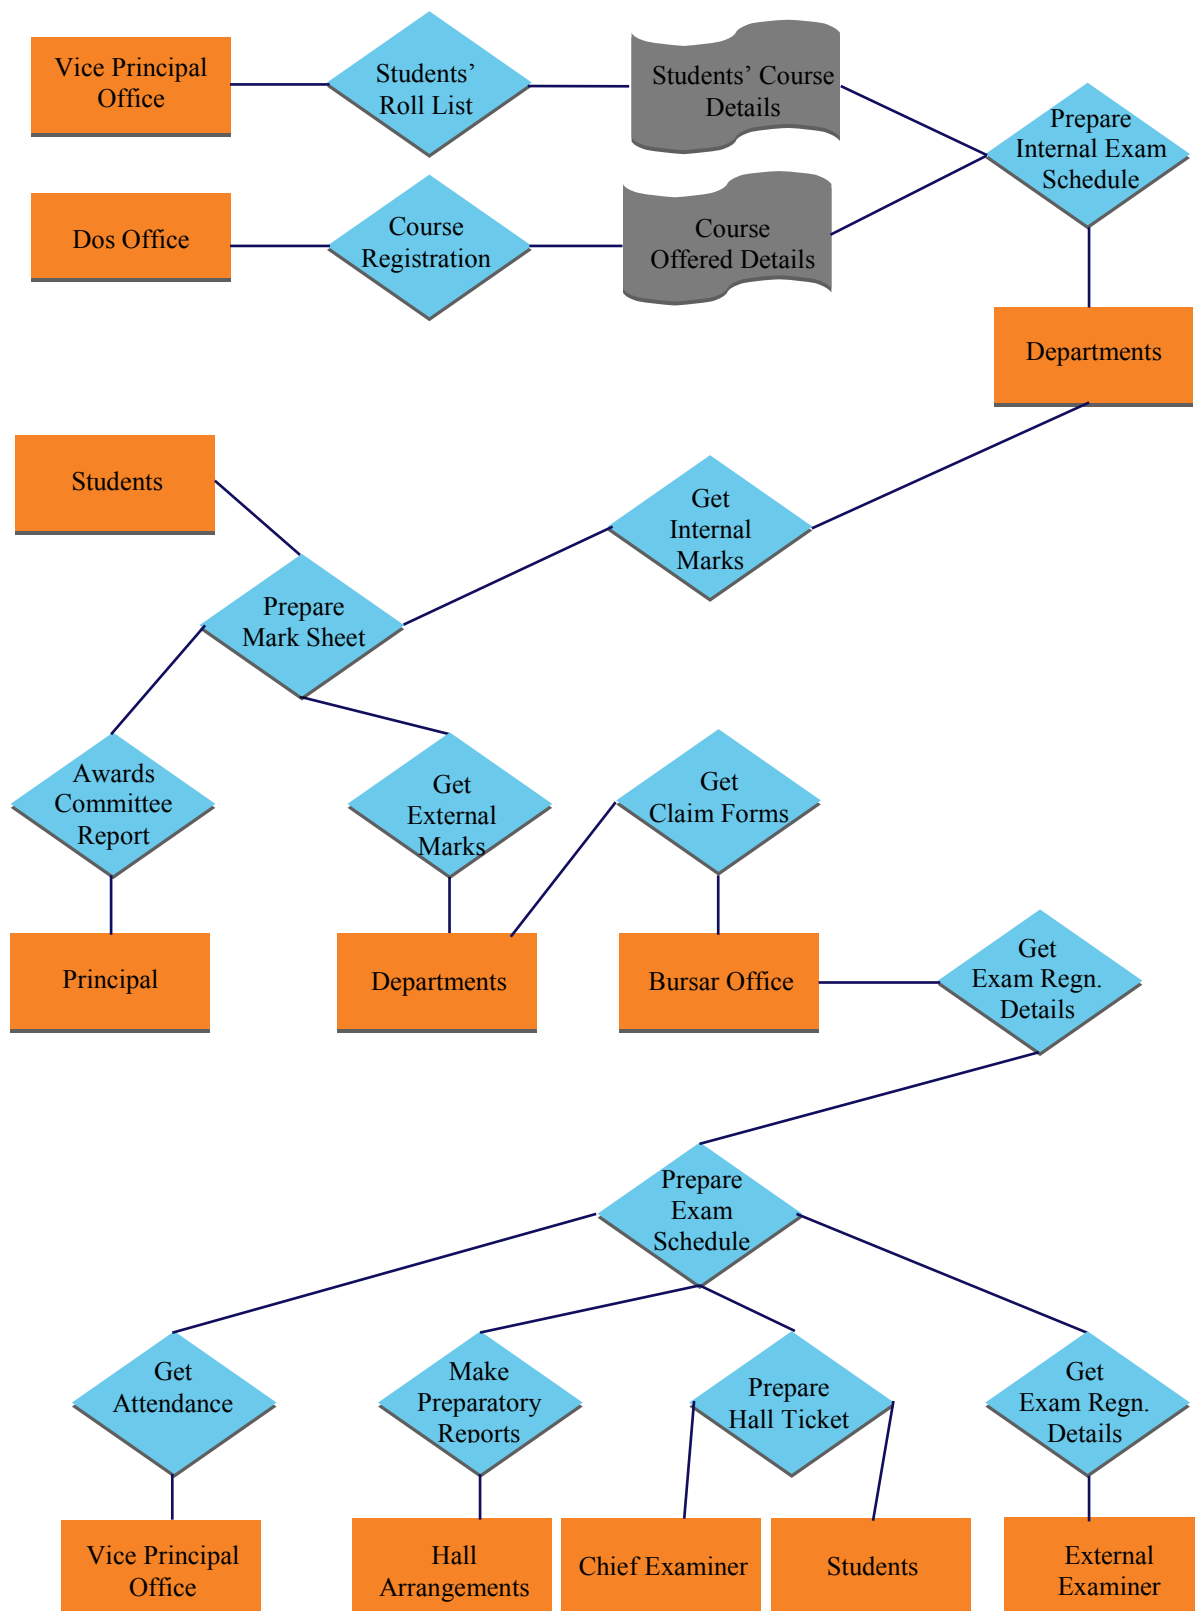 Vice Principal
Office
Students'
Roll List
Students' Course
Details
Prepare
Internal Exam
Schedule
Dos Office
Course
Registration
Course
Offered Details
Departments
Students
Get
Internal
Marks
Prepare
Mark Sheet
Awards
Committee
Report
Get
External
Marks
Get
Claim Forms
Principal
Departments
Bursar Office
Get
Exam Regn.
Details
Prepare
Exam
Schedule
Get
Attendance
Make
Preparatory
Reports
Prepare
Hall Ticket
Get
Exam Regn.
Details
Vice Principal
Office
Hall
Arrangements
Chief Examiner
Students
External
Examiner